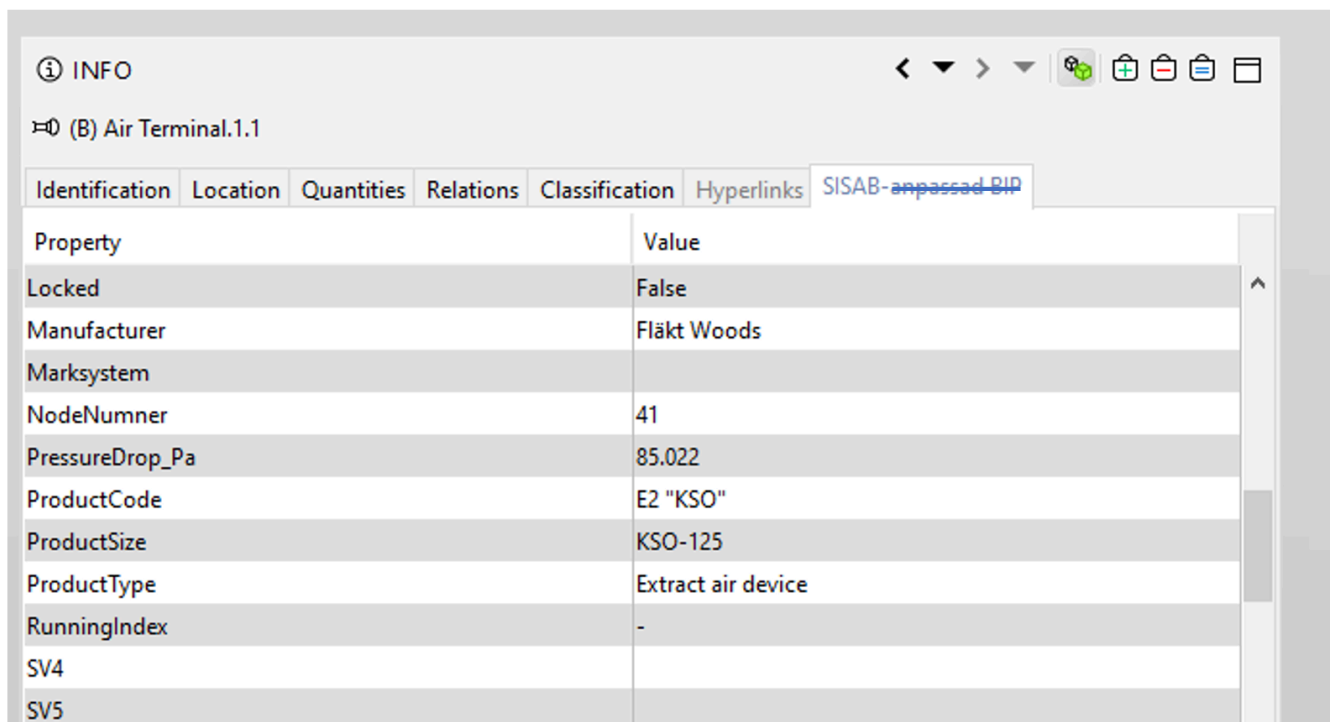 INFO
(B) Air Terminal.1.1
Identification Location Quantities Relations Classification Hyperlinks SISAB-anpassad BIP
Property Value
Locked False
Manufacturer Fläkt Woods
Marksystem
NodeNumner 41
PressureDrop_Pa 85.022
ProductCode E2 "KSO"
ProductSize KSO-125
ProductType Extract air device
RunningIndex -
SV4
SV5